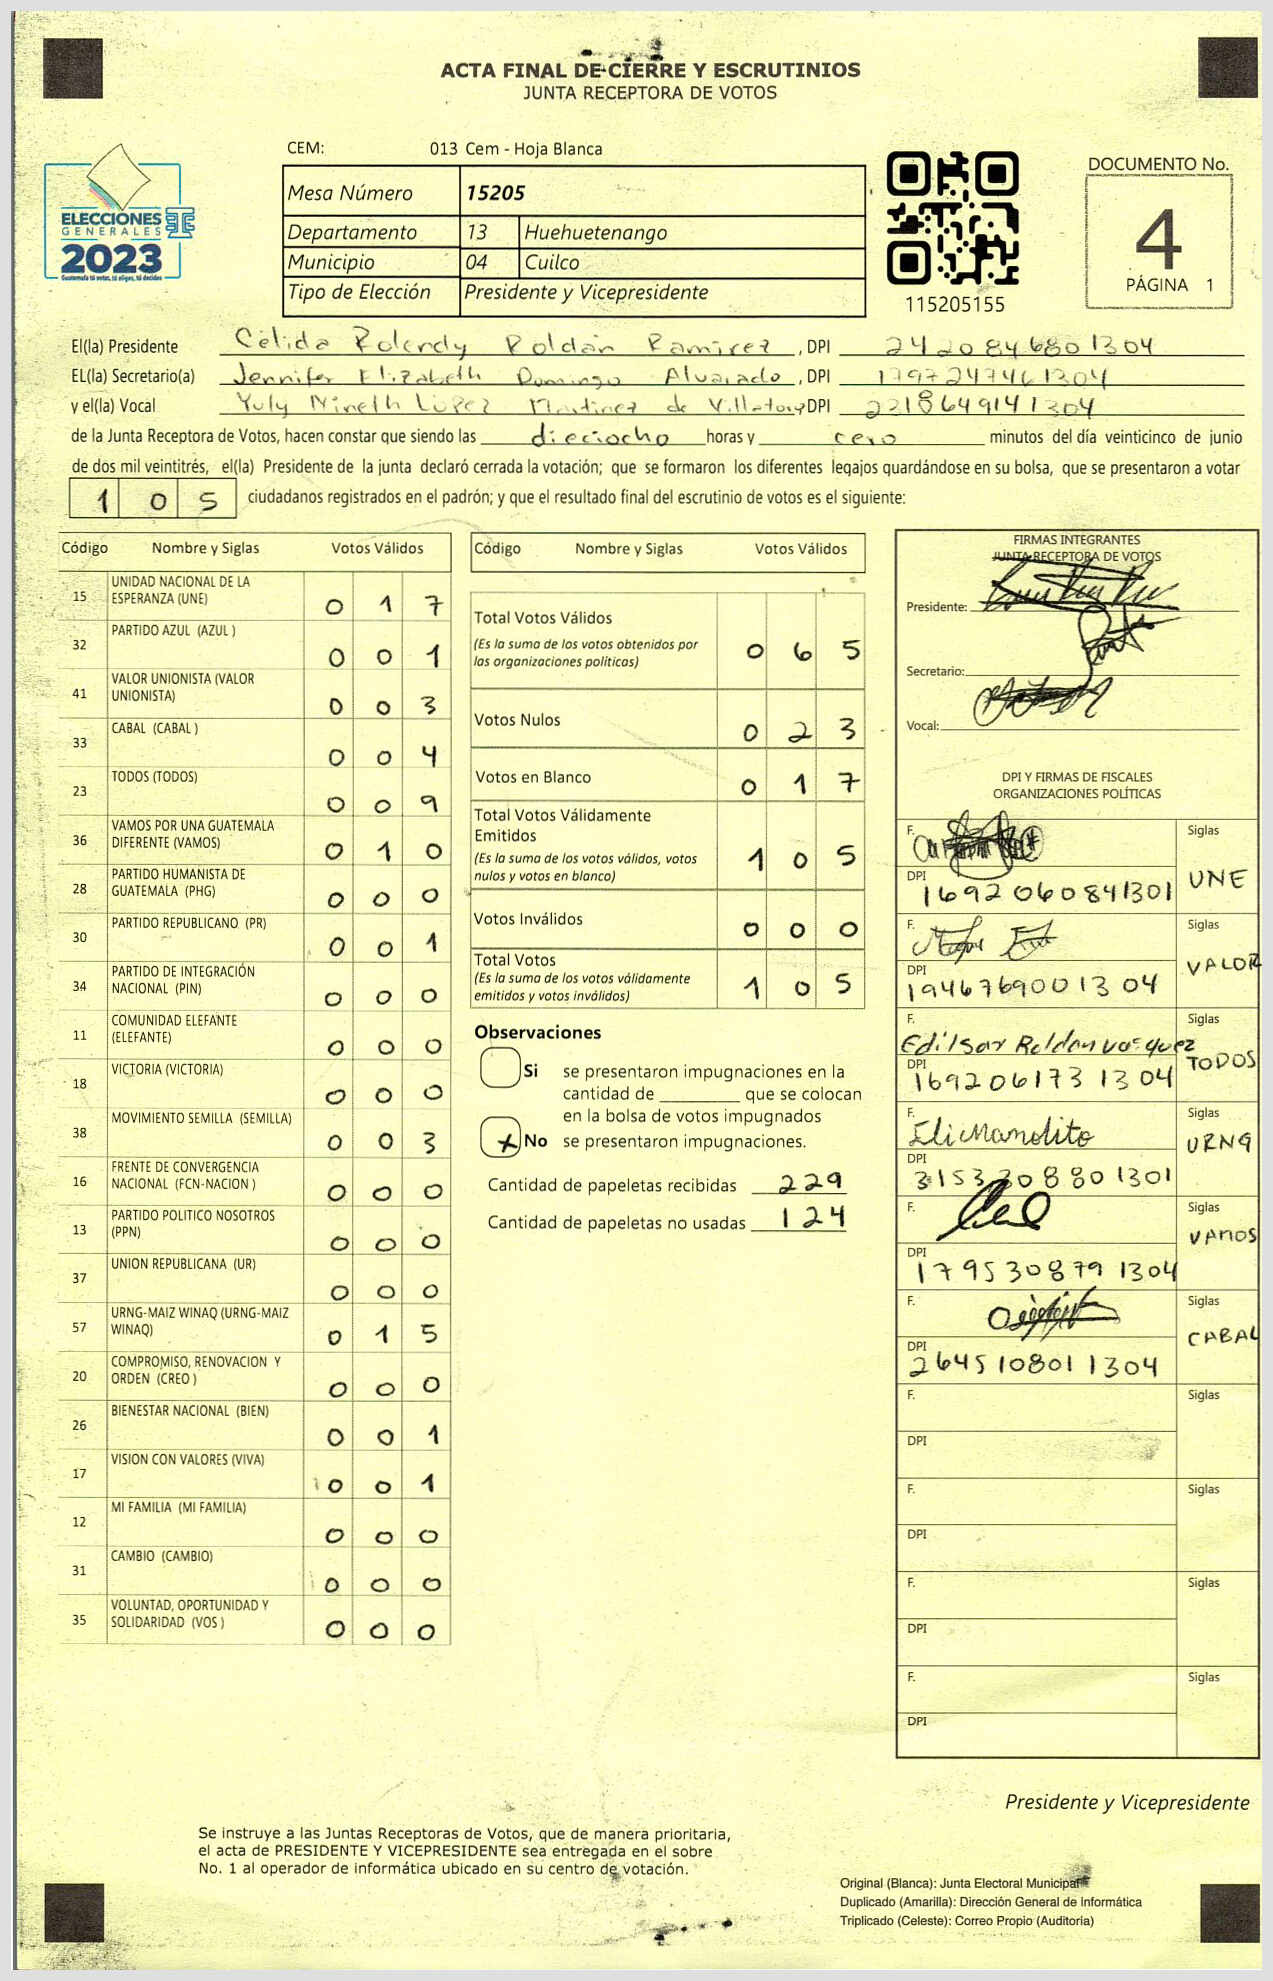 ACTA FINAL DE CIERRE Y ESCRUTINIOS
JUNTA RECEPTORA DE VOTOS
CEM: 013 Cem - Hoja Blanca
ELECCIONES
GENERALES
2023
Guatemala tú votas, tú eliges, tú decides
Mesa Número 15205
Departamento 13 Huehuetenango
Municipio 04 Cuilco
Tipo de Elección Presidente y Vicepresidente
115205155
DOCUMENTO No.
4
PÁGINA 1
El(la) Presidente Célida Rolendy Roldán Ramirez, DPI 2420846801304
EL(la) Secretario(a) Jennifer Elizabeth Domingo Alvarado, DPI 1797247461304
y el(la) Vocal Yuly Mineth López Martinez de Villatoro DPI 2218649141304
de la Junta Receptora de Votos, hacen constar que siendo las dieciocho horas y cero minutos del día veinticinco de junio
de dos mil veintitrés, el(la) Presidente de la junta declaró cerrada la votación; que se formaron los diferentes legajos guardándose en su bolsa, que se presentaron a votar
1 0 5 ciudadanos registrados en el padrón; y que el resultado final del escrutinio de votos es el siguiente:
Código Nombre y Siglas Votos Válidos
15 UNIDAD NACIONAL DE LA ESPERANZA (UNE) 0 1 7
32 PARTIDO AZUL (AZUL ) 0 0 1
41 VALOR UNIONISTA (VALOR UNIONISTA) 0 0 3
33 CABAL (CABAL ) 0 0 4
23 TODOS (TODOS) 0 0 9
36 VAMOS POR UNA GUATEMALA DIFERENTE (VAMOS) 0 1 0
28 PARTIDO HUMANISTA DE GUATEMALA (PHG) 0 0 0
30 PARTIDO REPUBLICANO (PR) 0 0 1
34 PARTIDO DE INTEGRACIÓN NACIONAL (PIN) 0 0 0
11 COMUNIDAD ELEFANTE (ELEFANTE) 0 0 0
18 VICTORIA (VICTORIA) 0 0 0
38 MOVIMIENTO SEMILLA (SEMILLA) 0 0 3
16 FRENTE DE CONVERGENCIA NACIONAL (FCN-NACION ) 0 0 0
13 PARTIDO POLITICO NOSOTROS (PPN) 0 0 0
37 UNION REPUBLICANA (UR) 0 0 0
57 URNG-MAIZ WINAQ (URNG-MAIZ WINAQ) 0 1 5
20 COMPROMISO, RENOVACION Y ORDEN (CREO ) 0 0 0
26 BIENESTAR NACIONAL (BIEN) 0 0 1
17 VISION CON VALORES (VIVA) 0 0 1
12 MI FAMILIA (MI FAMILIA) 0 0 0
31 CAMBIO (CAMBIO) 0 0 0
35 VOLUNTAD, OPORTUNIDAD Y SOLIDARIDAD (VOS ) 0 0 0
Código Nombre y Siglas Votos Válidos
Total Votos Válidos 0 6 5
(Es la suma de los votos obtenidos por
las organizaciones políticas)
Votos Nulos 0 2 3
Votos en Blanco 0 1 7
Total Votos Válidamente
Emitidos 1 0 5
(Es la suma de los votos válidos, votos
nulos y votos en blanco)
Votos Inválidos 0 0 0
Total Votos 1 0 5
(Es la suma de los votos válidamente
emitidos y votos inválidos)
Observaciones
Si se presentaron impugnaciones en la
cantidad de ________ que se colocan
en la bolsa de votos impugnados
x No se presentaron impugnaciones.
Cantidad de papeletas recibidas 229
Cantidad de papeletas no usadas 124
FIRMAS INTEGRANTES
JUNTA RECEPTORA DE VOTOS
Presidente:
Secretario:
Vocal:
DPI Y FIRMAS DE FISCALES
ORGANIZACIONES POLÍTICAS
F. Siglas
DPI 1692060841301 UNE
F. Siglas
DPI 1946769001304 VALOR
F. Edilsar Roldan vasquez Siglas
DPI 1692061731304 TODOS
F. Elimanolito Siglas
DPI 3153308801301 URNG
F. Siglas
DPI 1795308791304 VAMOS
F. Siglas
DPI 2645108011304 CABAL
F. Siglas
DPI
F. Siglas
DPI
F. Siglas
DPI
F. Siglas
DPI
Presidente y Vicepresidente
Se instruye a las Juntas Receptoras de Votos, que de manera prioritaria,
el acta de PRESIDENTE Y VICEPRESIDENTE sea entregada en el sobre
No. 1 al operador de informática ubicado en su centro de votación.
Original (Blanca): Junta Electoral Municipal
Duplicado (Amarilla): Dirección General de Informática
Triplicado (Celeste): Correo Propio (Auditoria)